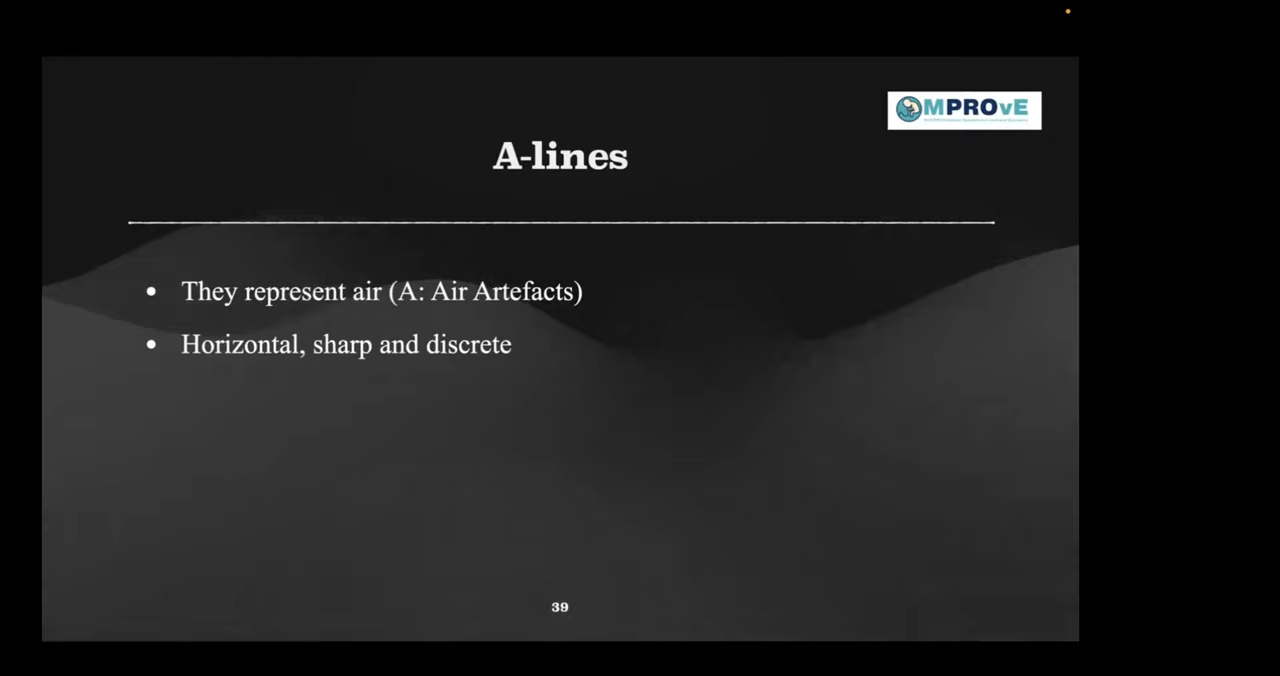 MPROvE
A-lines
• They represent air (A: Air Artefacts)
• Horizontal, sharp and discrete
39